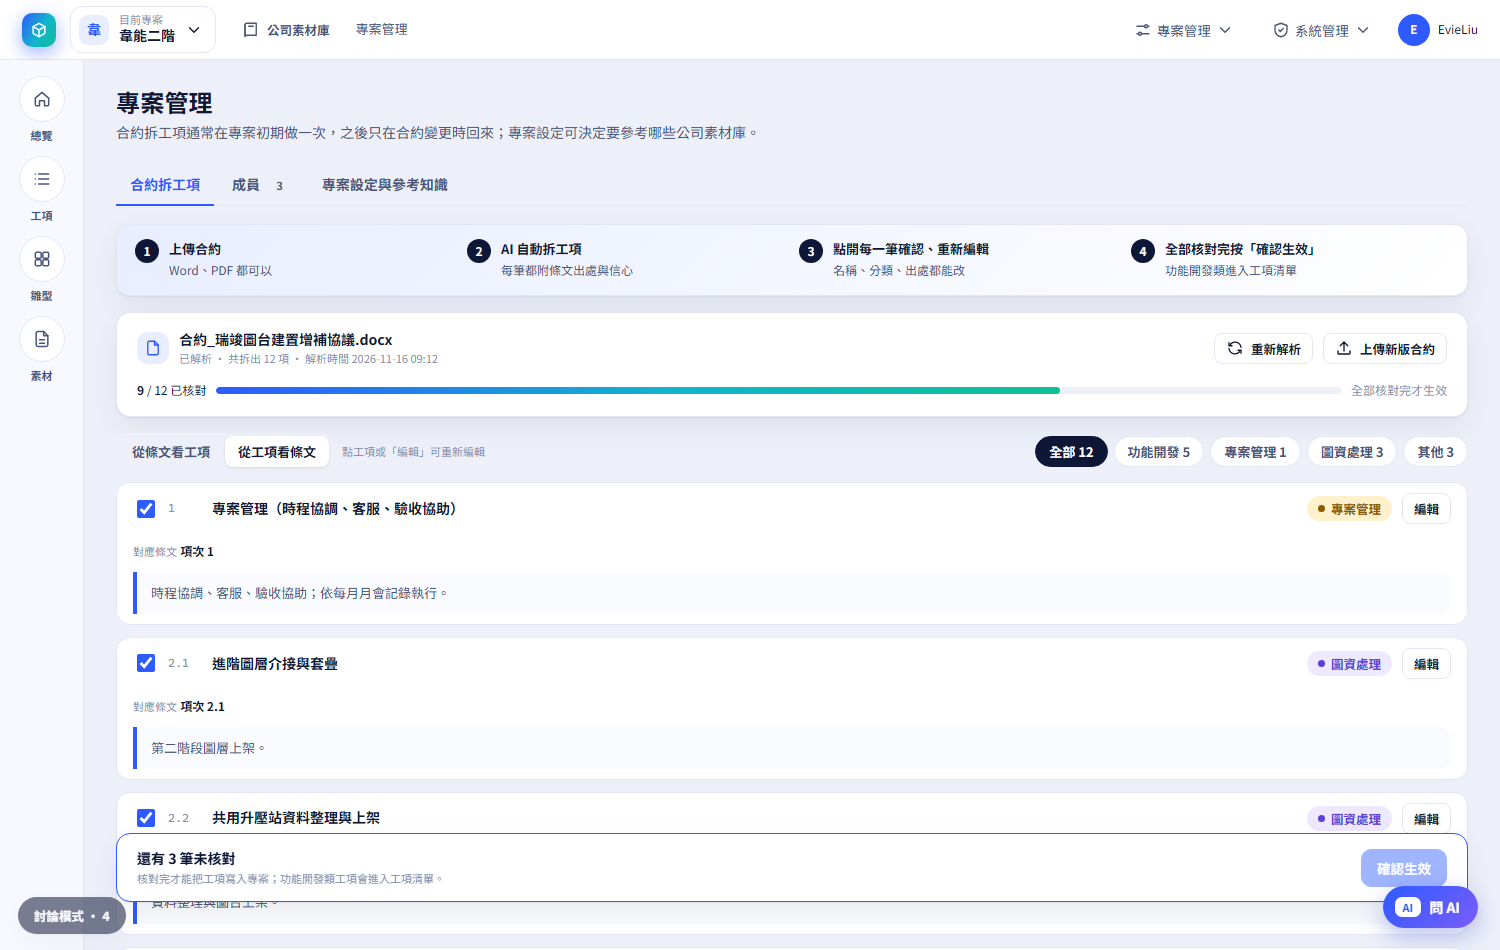 目前專案
韋 韋能二階
公司素材庫
專案管理
專案管理
系統管理
E EvieLiu
總覽
工項
雛型
素材
專案管理
合約拆工項通常在專案初期做一次，之後只在合約變更時回來；專案設定可決定要參考哪些公司素材庫。
合約拆工項 成員 3 專案設定與參考知識
1 上傳合約
Word、PDF 都可以
2 AI 自動拆工項
每筆都附條文出處與信心
3 點開每一筆確認、重新編輯
名稱、分類、出處都能改
4 全部核對完按「確認生效」
功能開發類進入工項清單
合約_瑞竣圖台建置增補協議.docx
已解析 • 共拆出 12 項 • 解析時間 2026-11-16 09:12
重新解析
上傳新版合約
9 / 12 已核對
全部核對完才生效
從條文看工項 從工項看條文 點工項或「編輯」可重新編輯
全部 12 功能開發 5 專案管理 1 圖資處理 3 其他 3
1 專案管理（時程協調、客服、驗收協助） 專案管理 編輯
對應條文 項次 1
時程協調、客服、驗收協助；依每月月會記錄執行。
2.1 進階圖層介接與套疊 圖資處理 編輯
對應條文 項次 2.1
第二階段圖層上架。
2.2 共用升壓站資料整理與上架 圖資處理 編輯
還有 3 筆未核對
核對完才能把工項寫入專案；功能開發類工項會進入工項清單。
確認生效
資料整理與圖台上架。
討論模式 • 4
AI 問 AI